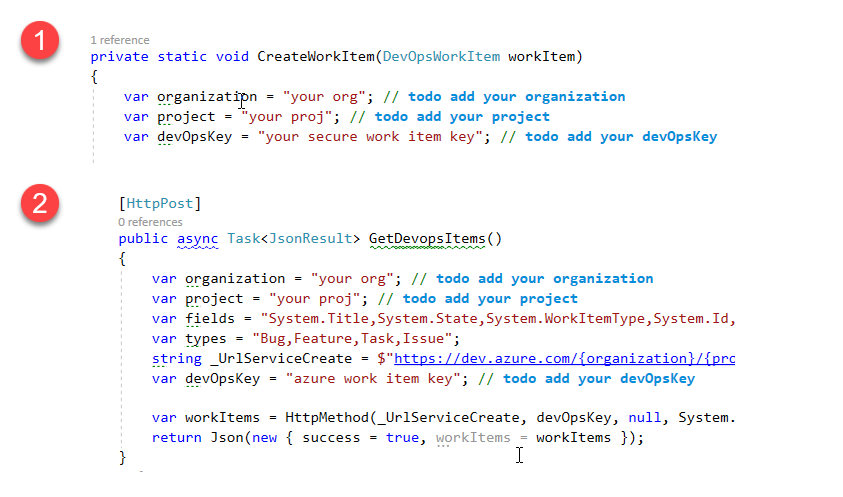 1
1 reference
private static void CreateWorkItem(DevOpsWorkItem workItem)
{
var organization = "your org"; // todo add your organization
var project = "your proj"; // todo add your project
var devOpsKey = "your secure work item key"; // todo add your devOpsKey
2
[HttpPost]
0 references
public async Task<JsonResult> GetDevopsItems()
{
var organization = "your org"; // todo add your organization
var project = "your proj"; // todo add your project
var fields = "System.Title,System.State,System.WorkItemType,System.Id,
var types = "Bug,Feature,Task,Issue";
string _UrlServiceCreate = $"https://dev.azure.com/{organization}/{pro
var devOpsKey = "azure work item key"; // todo add your devOpsKey
var workItems = HttpMethod(_UrlServiceCreate, devOpsKey, null, System.
return Json(new { success = true, workItems = workItems });
}